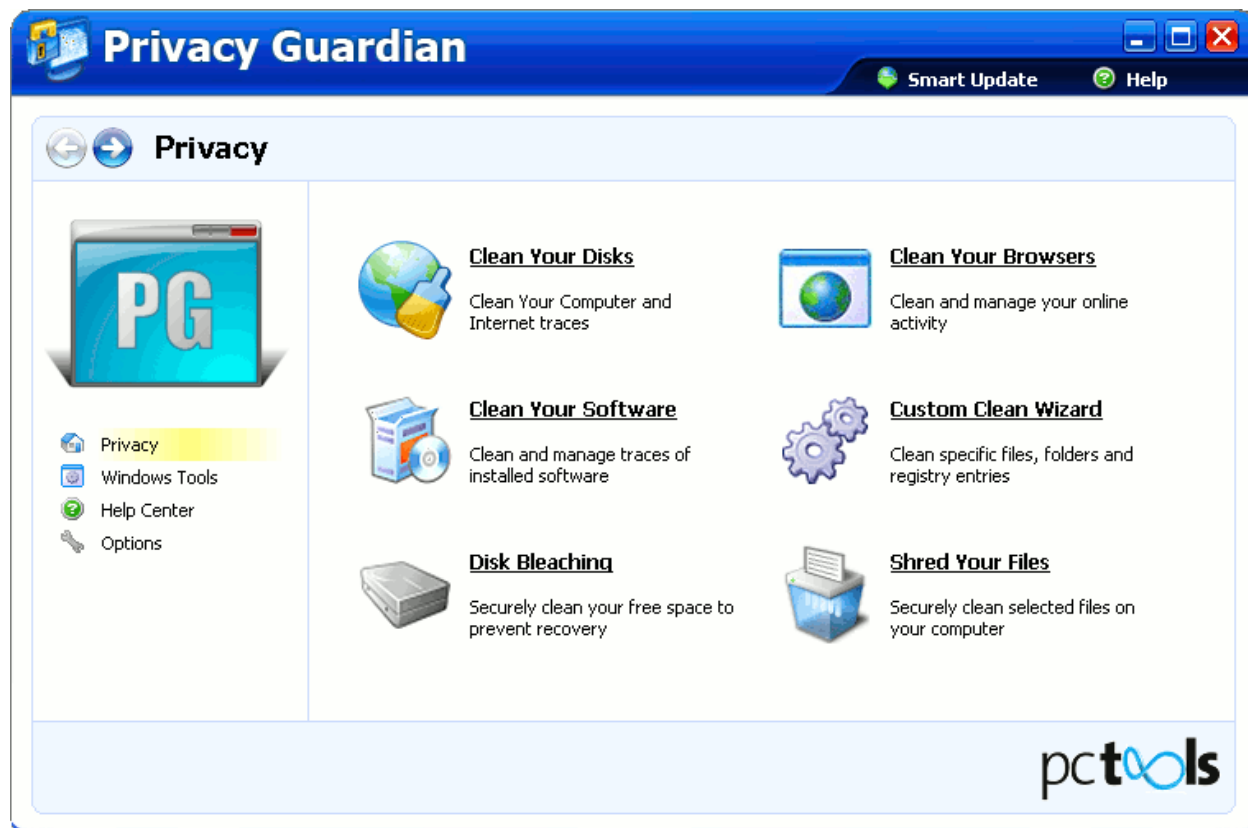 Privacy Guardian
Smart Update
Help
Privacy
PG
Privacy
Windows Tools
Help Center
Options
Clean Your Disks
Clean Your Computer and
Internet traces
Clean Your Browsers
Clean and manage your online
activity
Clean Your Software
Clean and manage traces of
installed software
Custom Clean Wizard
Clean specific files, folders and
registry entries
Disk Bleaching
Securely clean your free space to
prevent recovery
Shred Your Files
Securely clean selected files on
your computer
pctools